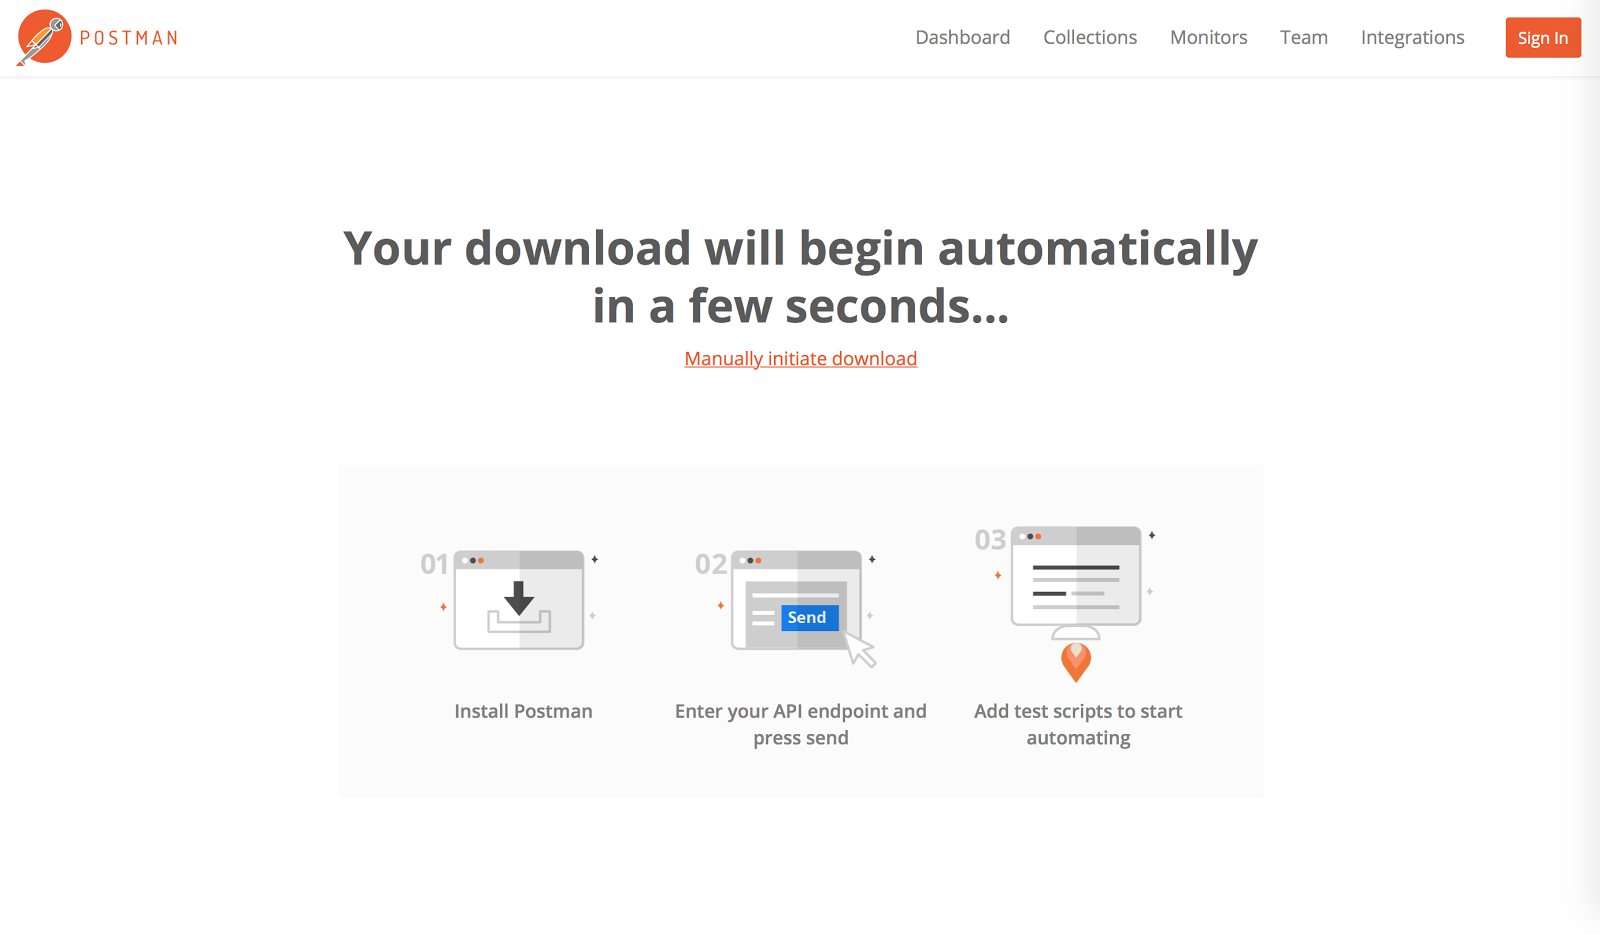 POSTMAN
Dashboard
Collections
Monitors
Team
Integrations
Sign In
Your download will begin automatically
in a few seconds...
Manually initiate download
01
02
Send
03
Install Postman
Enter your API endpoint and
press send
Add test scripts to start
automating